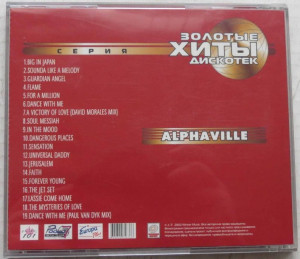 ЗОЛОТЫЕ
ХИТЫ
ДИСКОТЕК
СЕРИЯ
1.BIG IN JAPAN
2.SOUNDA LIKE A MELODY
3.GUARDIAN ANGEL
4.FLAME
5.FOR A MILLION
6.DANCE WITH ME
7.A VICTORY OF LOVE (DAVID MORALES MIX)
8.SOUL MESSIAH
9.IN THE MOOD
10.DANGEROUS PLACES
11.SENSATION
12.UNIVERSAL DADDY
13.JERUSALEM
14.FAITH
15.FOREVER YOUNG
16.THE JET SET
17.LASSIE COME HOME
18.THE MYSTERIES OF LOVE
19.DANCE WITH ME (PAUL VAN DYK MIX)
ALPHAVILLE
Europa